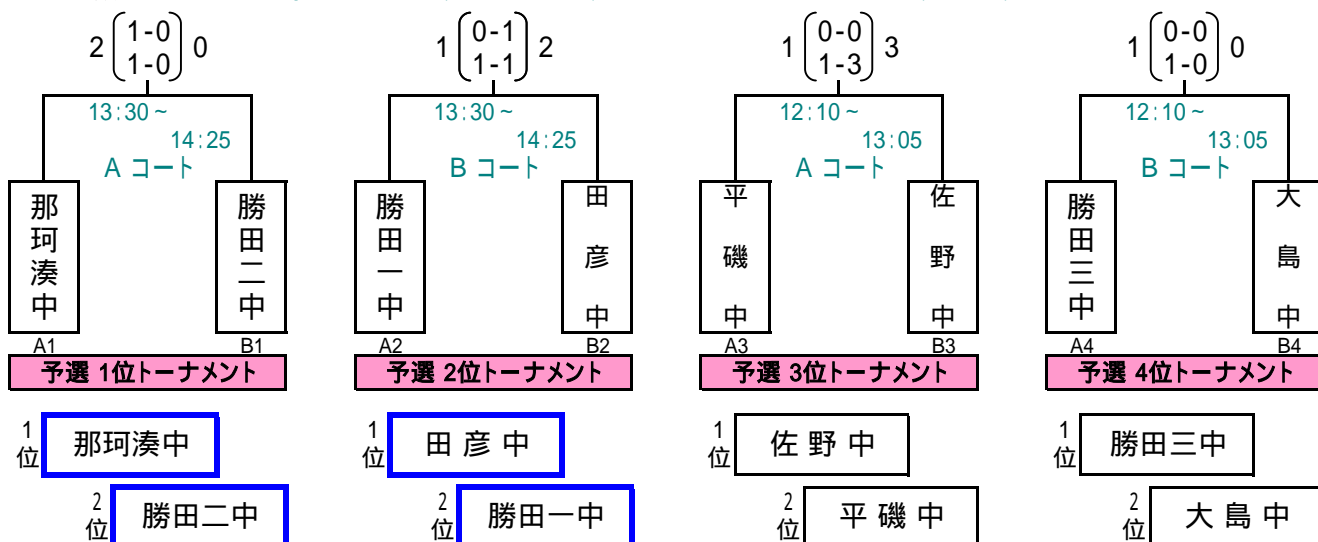 2 1-0 0
1-0
13:30～
14:25
A コート
那珂湊中
勝田二中
A1 B1
予選 1位トーナメント
1位 那珂湊中
2位 勝田二中
1 0-1 2
1-1
13:30～
14:25
B コート
勝田一中
田彦中
A2 B2
予選 2位トーナメント
1位 田彦中
2位 勝田一中
1 0-0 3
1-3
12:10～
13:05
A コート
平磯中
佐野中
A3 B3
予選 3位トーナメント
1位 佐野中
2位 平磯中
1 0-0 0
1-0
12:10～
13:05
B コート
勝田三中
大島中
A4 B4
予選 4位トーナメント
1位 勝田三中
2位 大島中